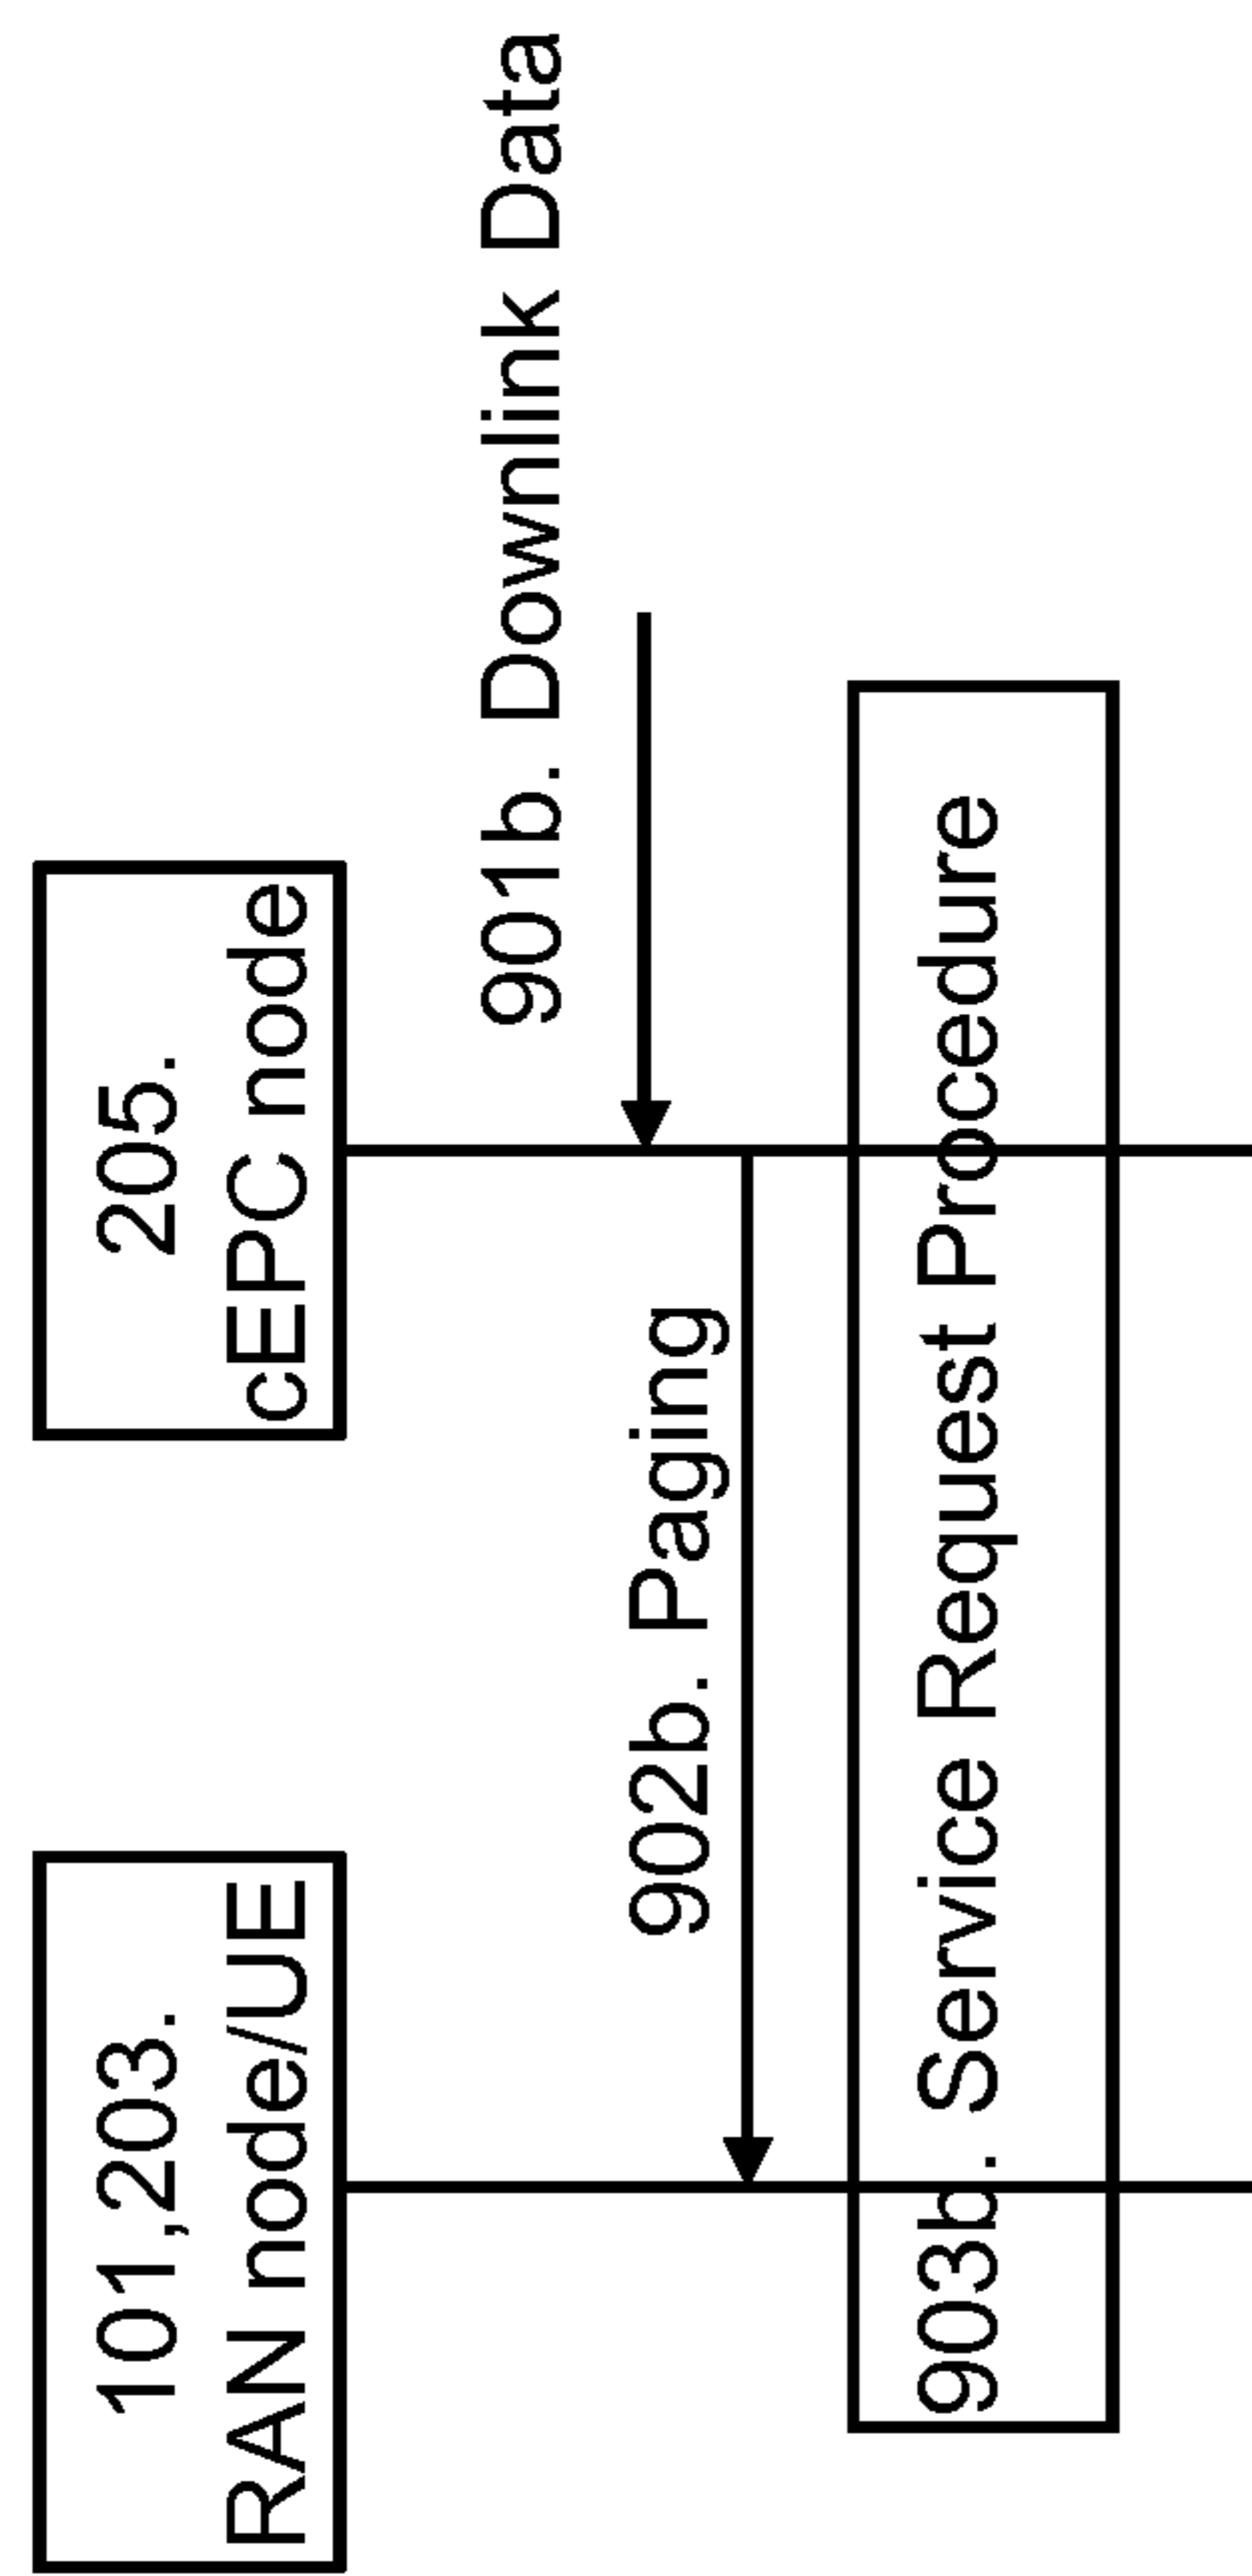 101,203.
RAN node/UE
205.
cEPC node
901b. Downlink Data
902b. Paging
903b. Service Request Procedure